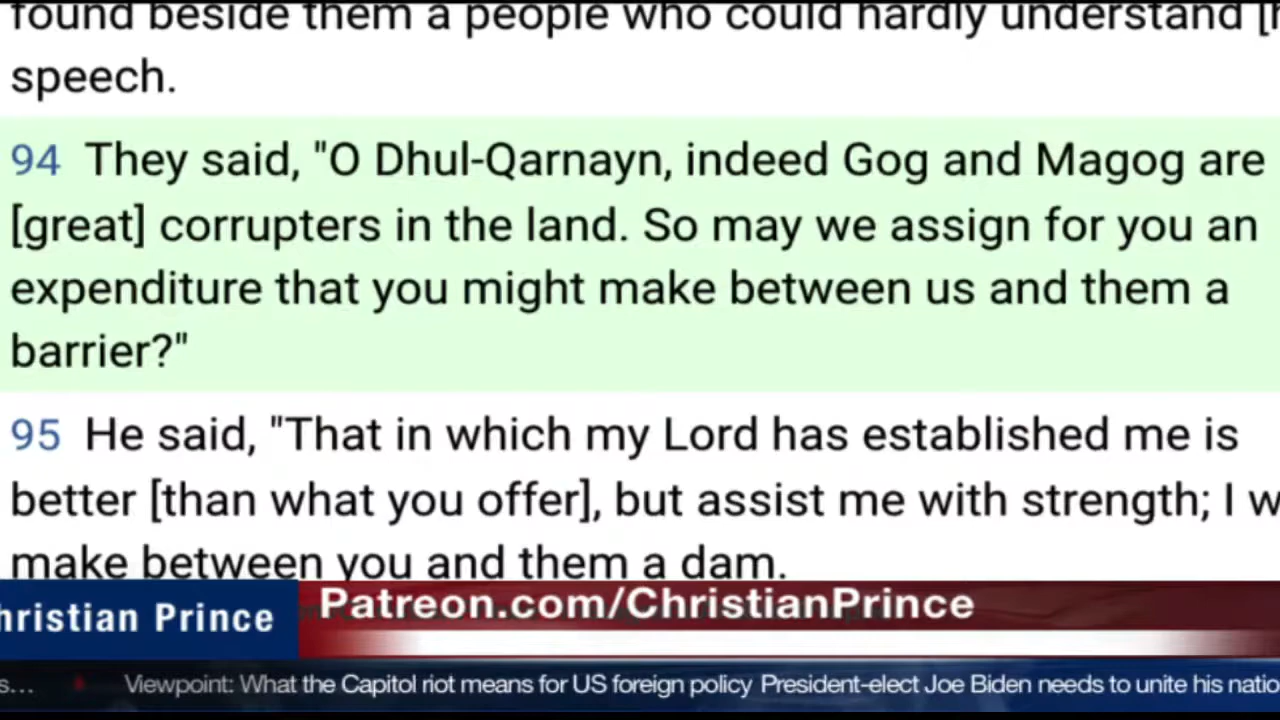 found beside them a people who could hardly understand
speech.
94 They said, "O Dhul-Qarnayn, indeed Gog and Magog are
[great] corrupters in the land. So may we assign for you an
expenditure that you might make between us and them a
barrier?"
95 He said, "That in which my Lord has established me is
better [than what you offer], but assist me with strength; I w
make between you and them a dam.
hristian Prince
Patreon.com/ChristianPrince
s... Viewpoint: What the Capitol riot means for US foreign policy President-elect Joe Biden needs to unite his natio